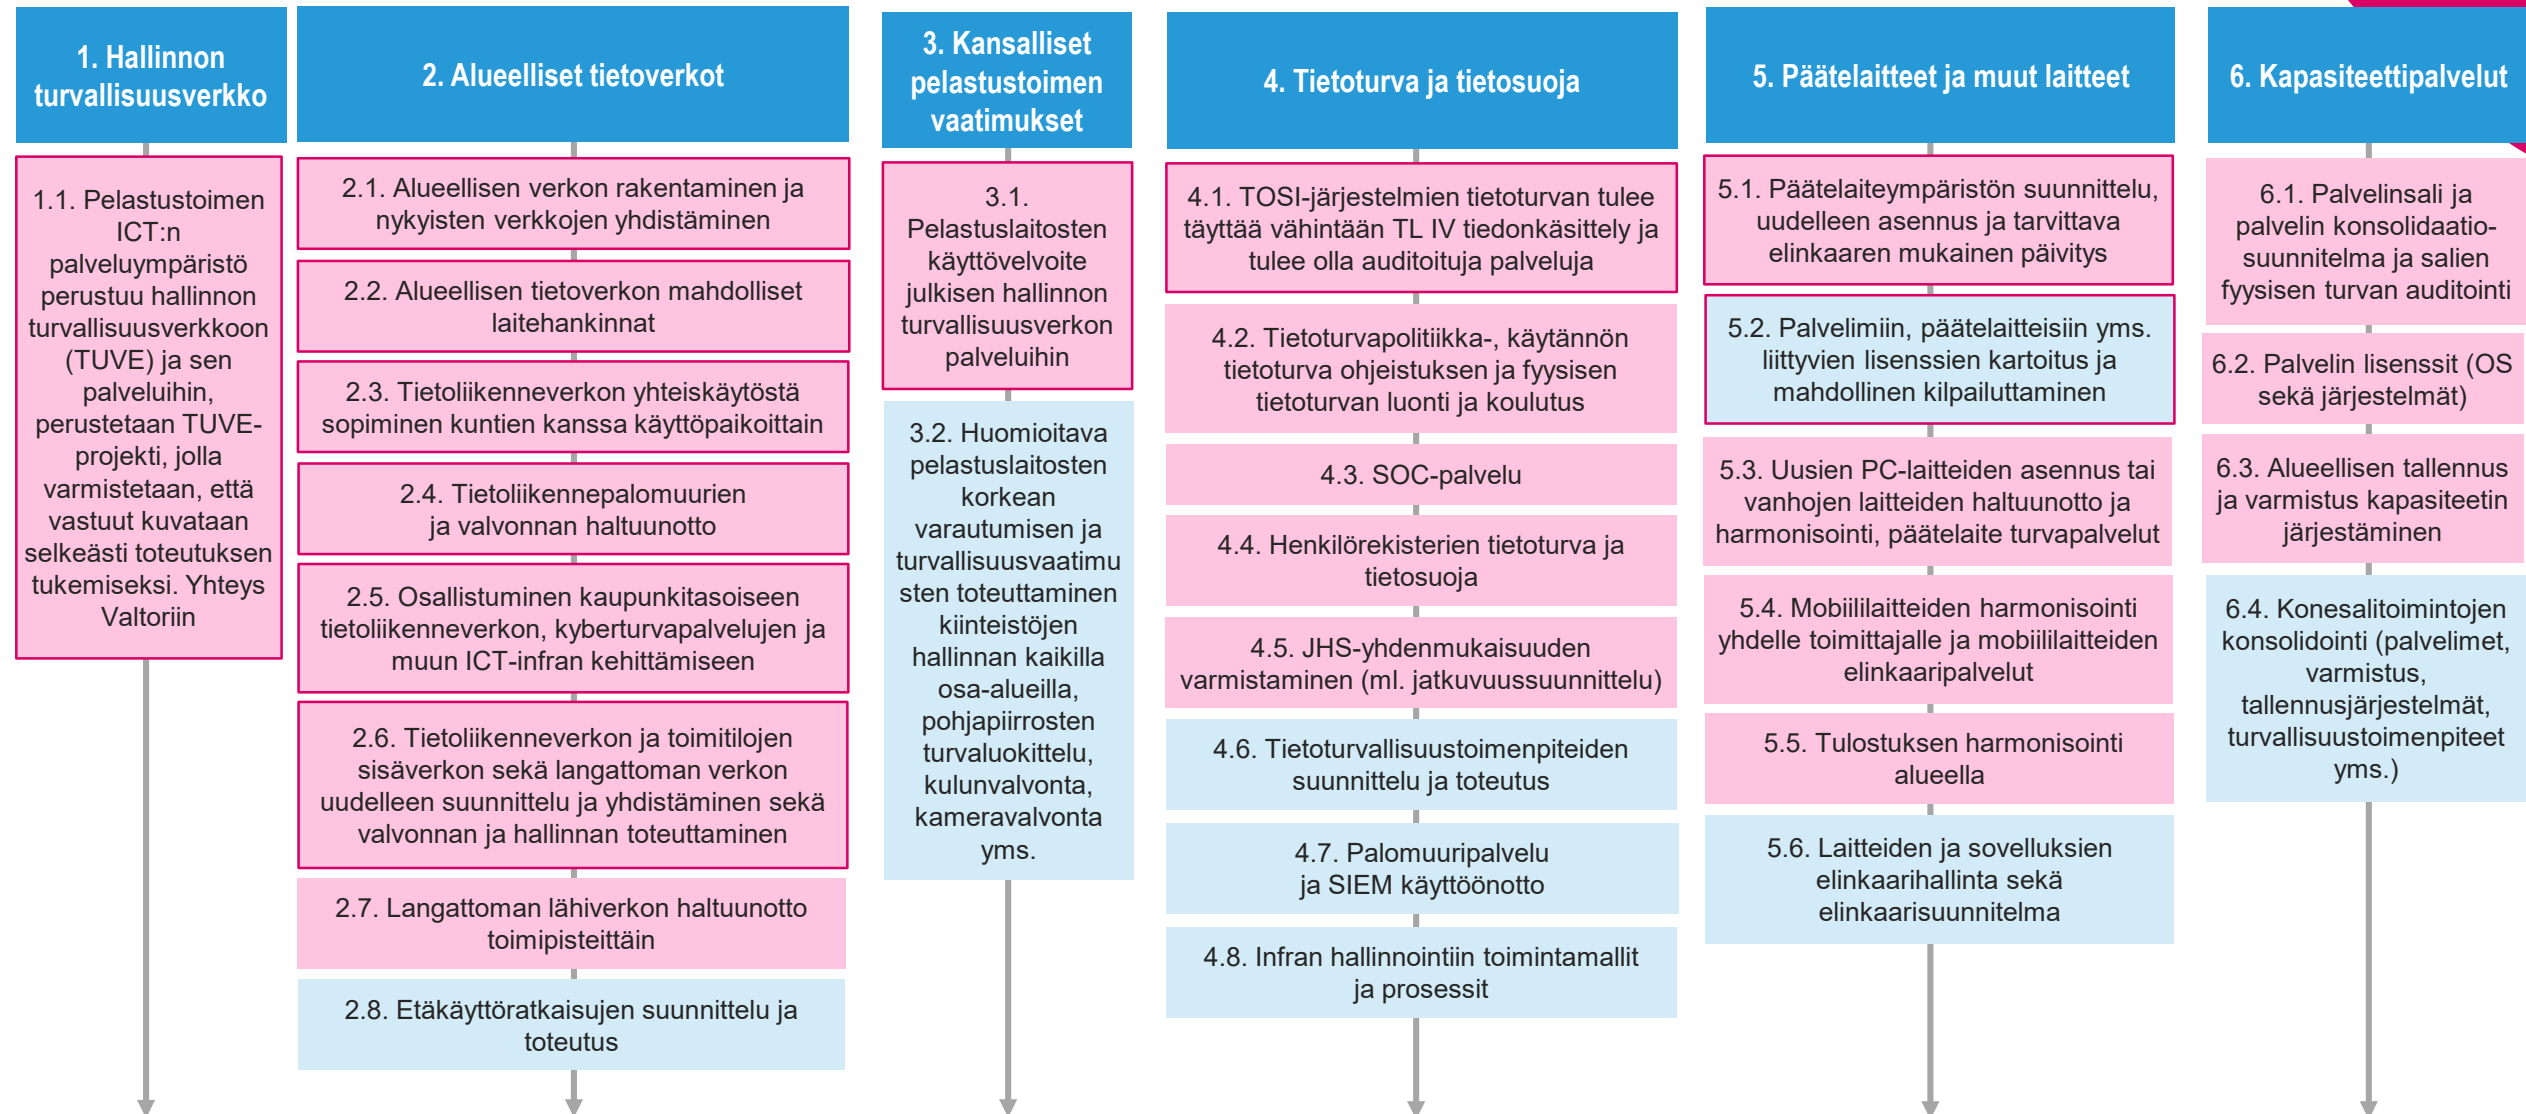 1. Hallinnon
turvallisuusverkko
1.1. Pelastustoimen
ICT:n
palveluympäristö
perustuu hallinnon
turvallisuusverkkoon
(TUVE) ja sen
palveluihin,
perustetaan TUVE-
projekti, jolla
varmistetaan, että
vastuut kuvataan
selkeästi toteutuksen
tukemiseksi. Yhteys
Valtoriin
2. Alueelliset tietoverkot
2.1. Alueellisen verkon rakentaminen ja
nykyisten verkkojen yhdistäminen
2.2. Alueellisen tietoverkon mahdolliset
laitehankinnat
2.3. Tietoliikenneverkon yhteiskäytöstä
sopiminen kuntien kanssa käyttöpaikoittain
2.4. Tietoliikennepalomuurien
ja valvonnan haltuunotto
2.5. Osallistuminen kaupunkitasoiseen
tietoliikenneverkon, kyberturvapalvelujen ja
muun ICT-infran kehittämiseen
2.6. Tietoliikenneverkon ja toimitilojen
sisäverkon sekä langattoman verkon
uudelleen suunnittelu ja yhdistäminen sekä
valvonnan ja hallinnan toteuttaminen
2.7. Langattoman lähiverkon haltuunotto
toimipisteittäin
2.8. Etäkäyttöratkaisujen suunnittelu ja
toteutus
3. Kansalliset
pelastustoimen
vaatimukset
3.1.
Pelastuslaitosten
käyttövelvoite
julkisen hallinnon
turvallisuusverkon
palveluihin
3.2. Huomioitava
pelastuslaitosten
korkean
varautumisen ja
turvallisuusvaatimu
sten toteuttaminen
kiinteistöjen
hallinnan kaikilla
osa-alueilla,
pohjapiirrosten
turvaluokittelu,
kulunvalvonta,
kameravalvonta
yms.
4. Tietoturva ja tietosuoja
4.1. TOSI-järjestelmien tietoturvan tulee
täyttää vähintään TL IV tiedonkäsittely ja
tulee olla auditoituja palveluja
4.2. Tietoturvapolitiikka-, käytännön
tietoturva ohjeistuksen ja fyysisen
tietoturvan luonti ja koulutus
4.3. SOC-palvelu
4.4. Henkilörekisterien tietoturva ja
tietosuoja
4.5. JHS-yhdenmukaisuuden
varmistaminen (ml. jatkuvuussuunnittelu)
4.6. Tietoturvallisuustoimenpiteiden
suunnittelu ja toteutus
4.7. Palomuuripalvelu
ja SIEM käyttöönotto
4.8. Infran hallinnointiin toimintamallit
ja prosessit
5. Päätelaitteet ja muut laitteet
5.1. Päätelaiteympäristön suunnittelu,
uudelleen asennus ja tarvittava
elinkaaren mukainen päivitys
5.2. Palvelimiin, päätelaitteisiin yms.
liittyvien lisenssien kartoitus ja
mahdollinen kilpailuttaminen
5.3. Uusien PC-laitteiden asennus tai
vanhojen laitteiden haltuunotto ja
harmonisointi, päätelaite turvapalvelut
5.4. Mobiililaitteiden harmonisointi
yhdelle toimittajalle ja mobiililaitteiden
elinkaaripalvelut
5.5. Tulostuksen harmonisointi
alueella
5.6. Laitteiden ja sovelluksien
elinkaarihallinta sekä
elinkaarisuunnitelma
6. Kapasiteettipalvelut
6.1. Palvelinsali ja
palvelin konsolidaatio-
suunnitelma ja salien
fyysisen turvan auditointi
6.2. Palvelin lisenssit (OS
sekä järjestelmät)
6.3. Alueellisen tallennus
ja varmistus kapasiteetin
järjestäminen
6.4. Konesalitoimintojen
konsolidointi (palvelimet,
varmistus,
tallennusjärjestelmät,
turvallisuustoimenpiteet
yms.)